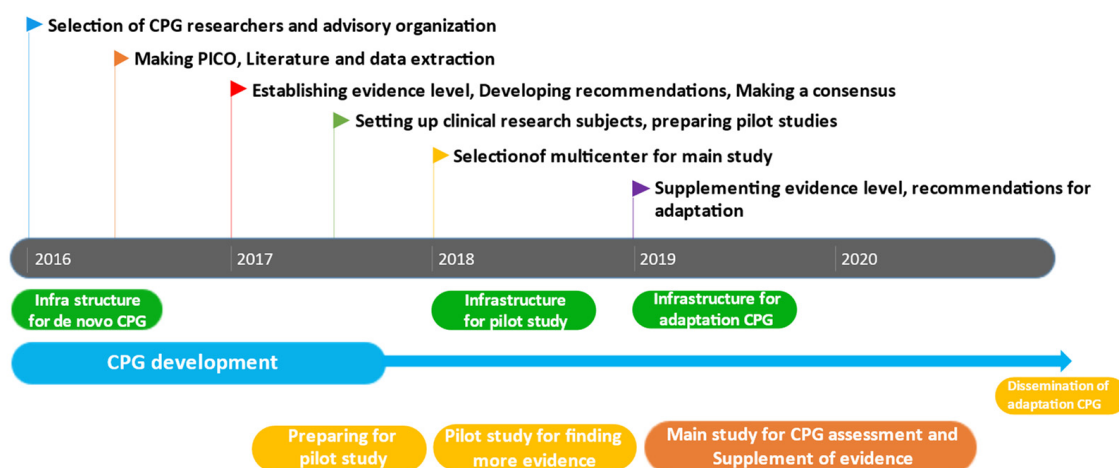 Selection of CPG researchers and advisory organization
Making PICO, Literature and data extraction
Establishing evidence level, Developing recommendations, Making a consensus
Setting up clinical research subjects, preparing pilot studies
Selectionof multicenter for main study
Supplementing evidence level, recommendations for
adaptation
2016 2017 2018 2019 2020
Infra structure
for de novo CPG
Infrastructure
for pilot study
Infrastructure for
adaptation CPG
CPG development
Dissemination of
adaptation CPG
Preparing for
pilot study
Pilot study for finding
more evidence
Main study for CPG assessment and
Supplement of evidence